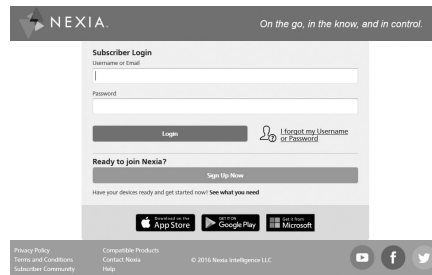 NEXIA
On the go, in the know, and in control.
Subscriber Login
Username or Email
Password
Login
I forgot my Username
or Password
Ready to join Nexia?
Sign Up Now
Have your devices ready and get started now! See what you need
Download on the
App Store
GET IT ON
Google Play
Get it from
Microsoft
Privacy Policy
Terms and Conditions
Subscriber Community
Compatible Products
Contact Nexia
Help
© 2016 Nexia Intelligence LLC